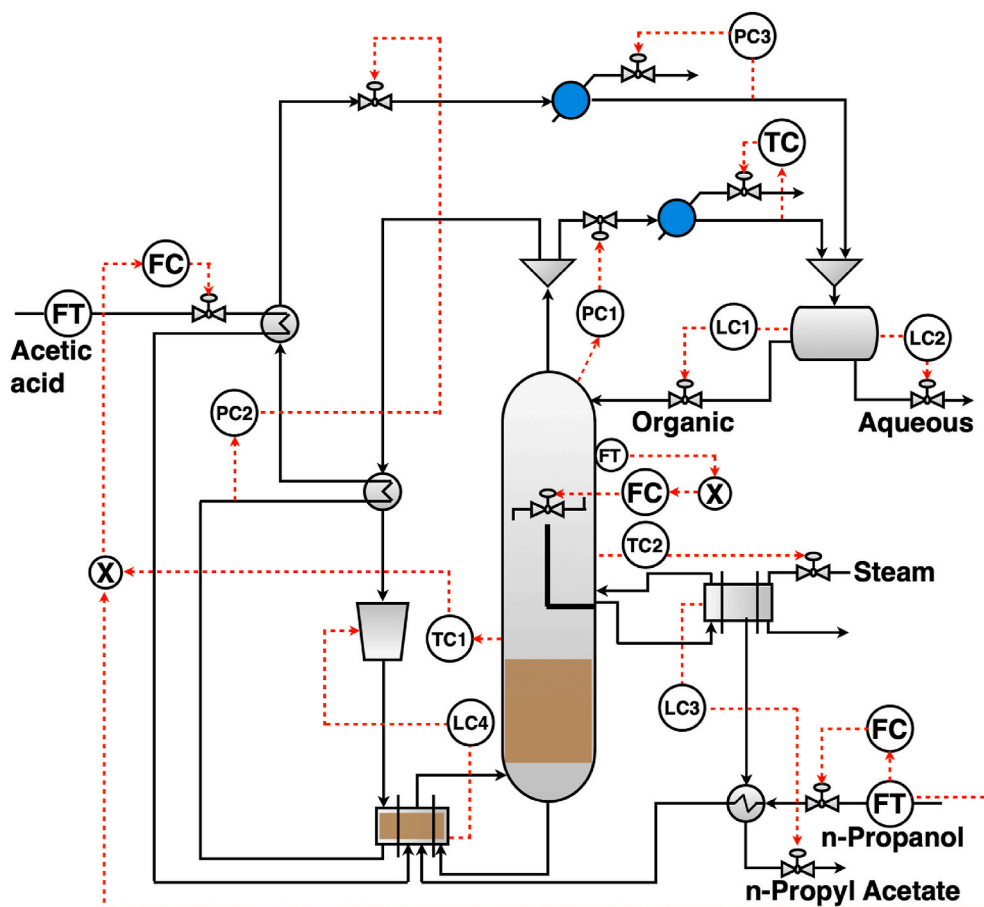 PC3
TC
FC
FT
Acetic
acid
PC1
LC1
LC2
PC2
Organic
Aqueous
FT
FC
X
TC2
Steam
X
TC1
LC3
LC4
FC
FT
n-Propanol
n-Propyl Acetate